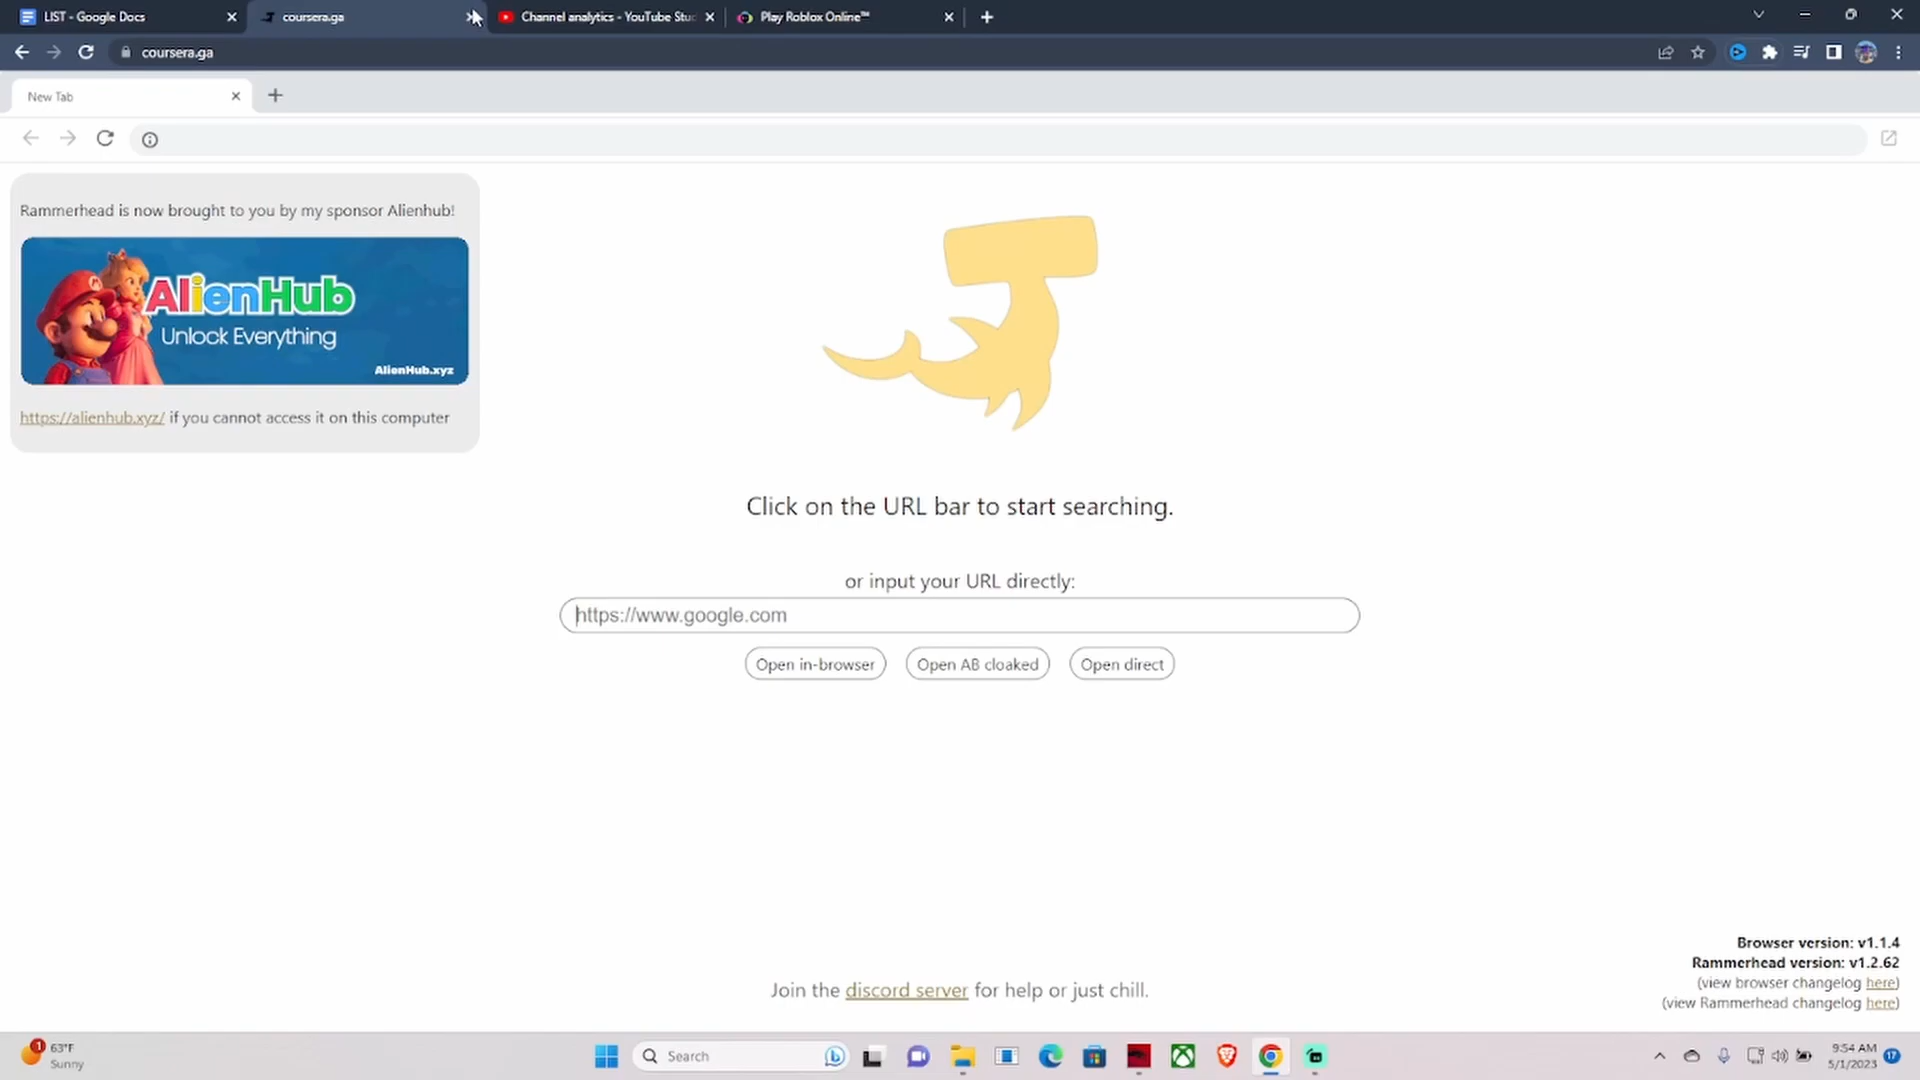 LIST - Google Docs
coursera.ga
Channel analytics - YouTube Stu
Play Roblox Online™
coursera.ga
New Tab
Rammerhead is now brought to you by my sponsor Alienhub!
AlienHub
Unlock Everything
AlienHub.xyz
https://alienhub.xyz/ if you cannot access it on this computer
Click on the URL bar to start searching.
or input your URL directly:
https://www.google.com
Open in-browser
Open AB cloaked
Open direct
Browser version: v1.1.4
Rammerhead version: v1.2.62
(view browser changelog here)
(view Rammerhead changelog here)
Join the discord server for help or just chill.
1
63°F
Sunny
Search
9:54 AM
5/1/2023
17